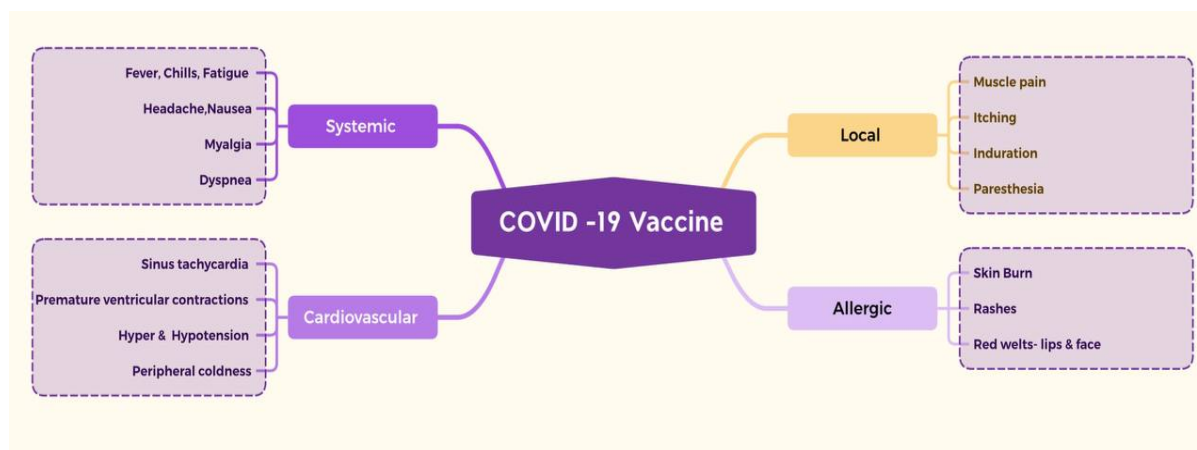 COVID -19 Vaccine
Systemic
Fever, Chills, Fatigue
Headache,Nausea
Myalgia
Dyspnea
Cardiovascular
Sinus tachycardia
Premature ventricular contractions
Hyper & Hypotension
Peripheral coldness
Local
Muscle pain
Itching
Induration
Paresthesia
Allergic
Skin Burn
Rashes
Red welts- lips & face